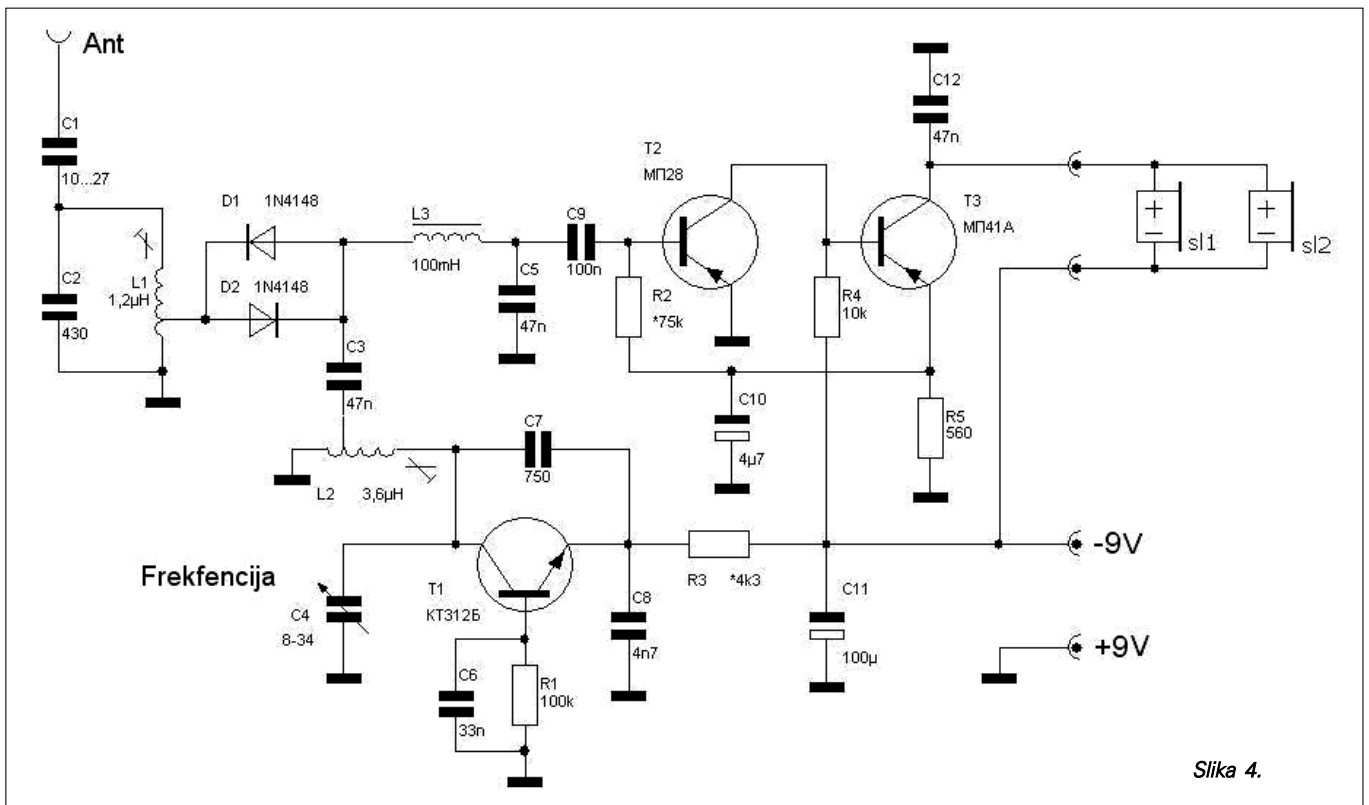 Ant
C1
10...27
C2
430
L1
1,2µH
D1 1N4148
D2 1N4148
C3
47n
L3
100mH
C5
47n
C9
100n
R2
*75k
T2
МП28
C12
47n
T3
МП41А
R4
10k
C10
4µ7
R5
560
sl1
sl2
L2 3,6µH
C7
750
Frekfencija
C4
8-34
T1
КТ312Б
C6
33n
R1
100k
C8
4n7
R3 *4k3
C11
100µ
-9V
+9V
Slika 4.